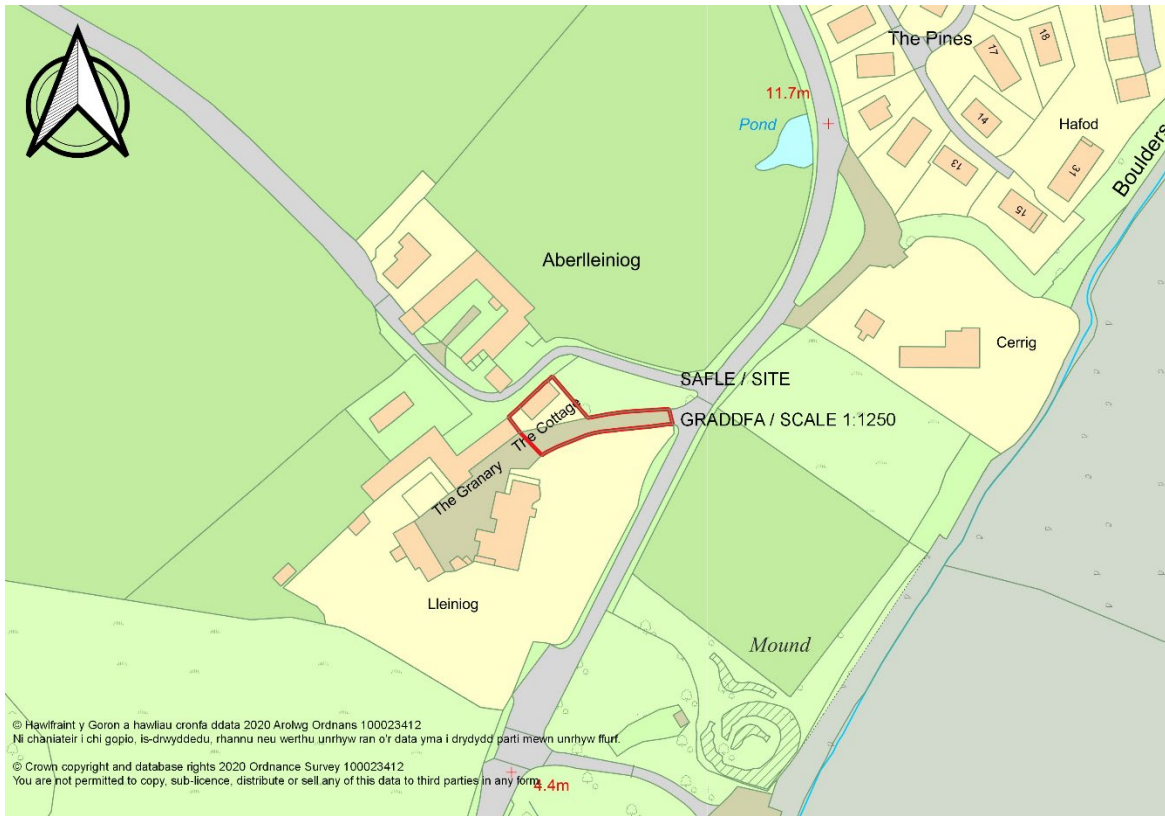 The Pines
18
17
11.7m
Pond
14
Hafod
13
31
Boulders
15
Aberlleiniog
Cerrig
SAFLE / SITE
GRADDFA / SCALE 1:1250
The Cottage
The Granary
Lleiniog
Mound
© Hawlfraint y Goron a hawliau cronfa ddata 2020 Arolwg Ordnans 100023412
Ni chaniateir i chi gopïo, is-drwyddedu, rhannu neu werthu unrhyw ran o'r data yma i drydydd parti mewn unrhyw ffurf.
© Crown copyright and database rights 2020 Ordnance Survey 100023412
You are not permitted to copy, sub-licence, distribute or sell any of this data to third parties in any form.
4.4m